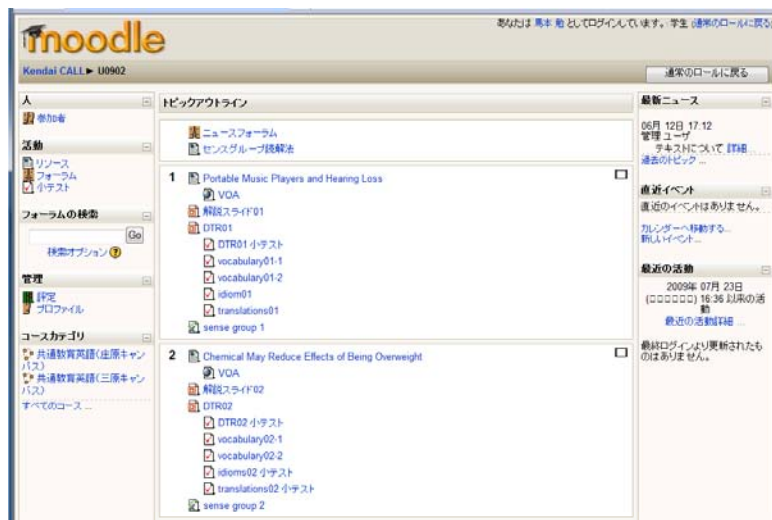 moodle
あなたは 馬本 勉 としてログインしています。: 学生 (通常のロールに戻る)
Kendai CALL ► U0902
通常のロールに戻る
人
参加者
活動
リソース
フォーラム
小テスト
フォーラムの検索
Go
検索オプション ?
管理
評定
プロファイル
コースカテゴリ
共通教育英語(庄原キャンパス)
共通教育英語(三原キャンパス)
すべてのコース ...
トピックアウトライン
ニュースフォーラム
センスグループ読解法
1 Portable Music Players and Hearing Loss
VOA
解説スライド01
DTR01
DTR01 小テスト
vocabulary01-1
vocabulary01-2
idiom01
translations01
sense group 1
2 Chemical May Reduce Effects of Being Overweight
VOA
解説スライド02
DTR02
DTR02 小テスト
vocabulary02-1
vocabulary02-2
idioms02 小テスト
translations02 小テスト
sense group 2
最新ニュース
06月 12日 17:12
管理 ユーザ
テキストについて 詳細...
過去のトピック ...
直近イベント
直近のイベントはありません。
カレンダーへ移動する...
新しいイベント...
最近の活動
2009年 07月 23日
(□□□□□□) 16:36 以来の活
動
最近の活動詳細 ...
最終ログインより更新されたも
のはありません。